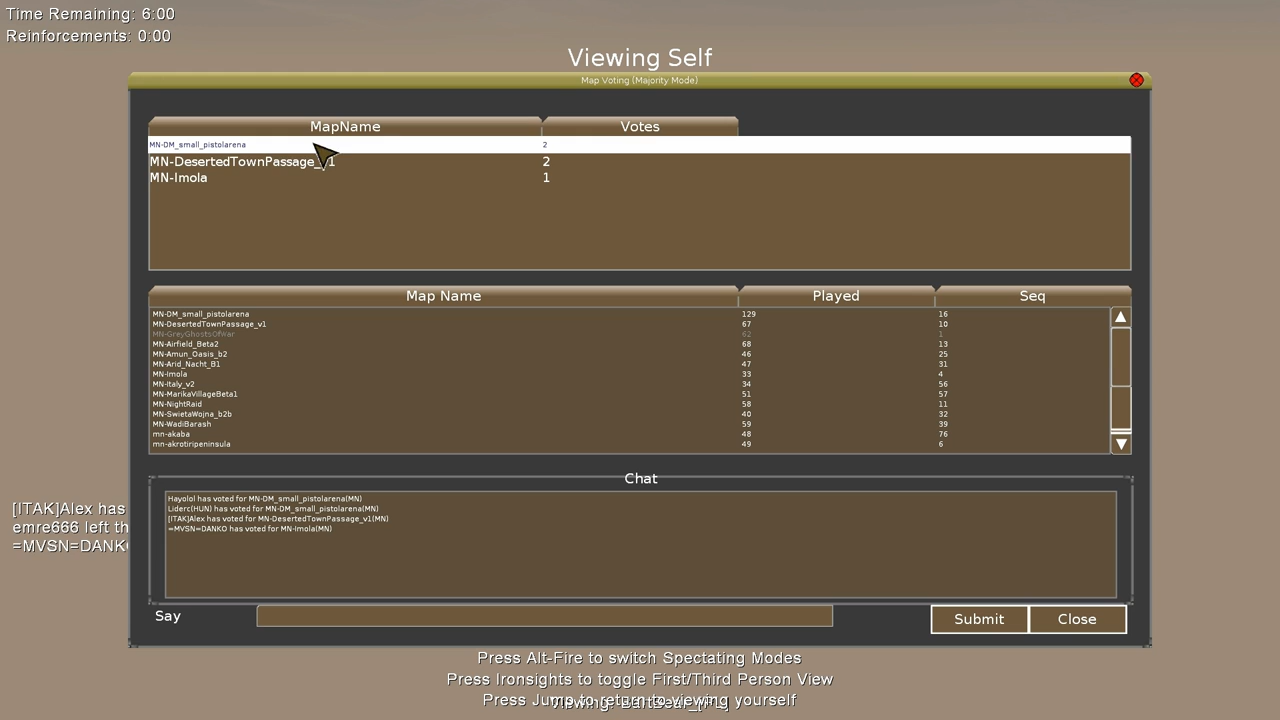 Time Remaining: 6:00
Reinforcements: 0:00
Viewing Self
Map Voting (Majority Mode)
MapName Votes
MN-DM_small_pistolarena 2
MN-DesertedTownPassage_v1 2
MN-Imola 1
Map Name Played Seq
MN-DM_small_pistolarena 129 16
MN-DesertedTownPassage_v1 67 10
MN-GreyGhostsOfWar 62 1
MN-Airfield_Beta2 68 13
MN-Amun_Oasis_b2 46 25
MN-Arid_Nacht_B1 47 31
MN-Imola 33 4
MN-Italy_v2 34 56
MN-MarikaVillageBeta1 51 57
MN-NightRaid 58 11
MN-SwietaWojna_b2b 40 32
MN-WadiBarash 59 39
mn-akaba 48 76
mn-akrotiripeninsula 49 6
Chat
Hayolol has voted for MN-DM_small_pistolarena(MN)
Liderc(HUN) has voted for MN-DM_small_pistolarena(MN)
[ITAK]Alex has voted for MN-DesertedTownPassage_v1(MN)
=MVSN=DANKO has voted for MN-Imola(MN)
[ITAK]Alex has
emre666 left th
=MVSN=DANK
Say
Submit Close
Press Alt-Fire to switch Spectating Modes
Press Ironsights to toggle First/Third Person View
Press Jump to return to viewing yourself